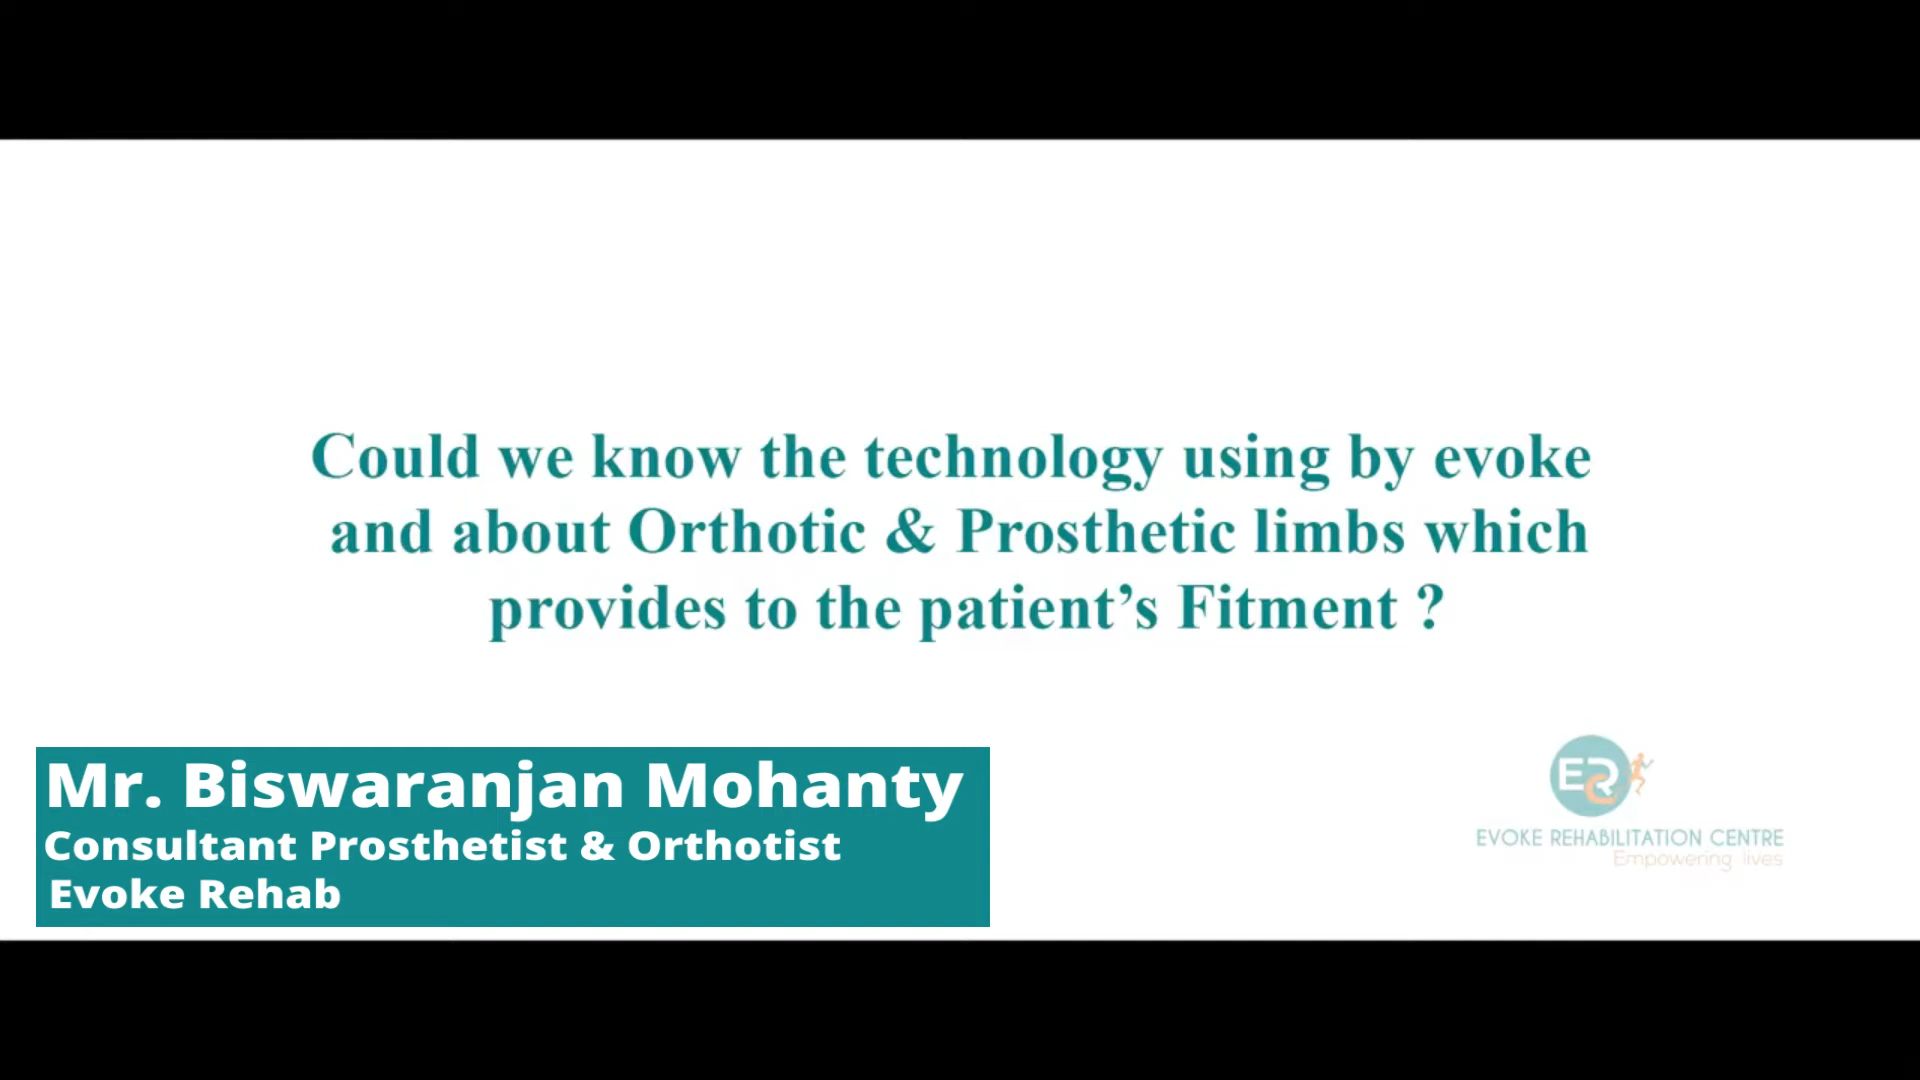 Could we know the technology using by evoke
and about Orthotic & Prosthetic limbs which
provides to the patient’s Fitment ?
Mr. Biswaranjan Mohanty
Consultant Prosthetist & Orthotist
Evoke Rehab
ERC
EVOKE REHABILITATION CENTRE
Empowering lives